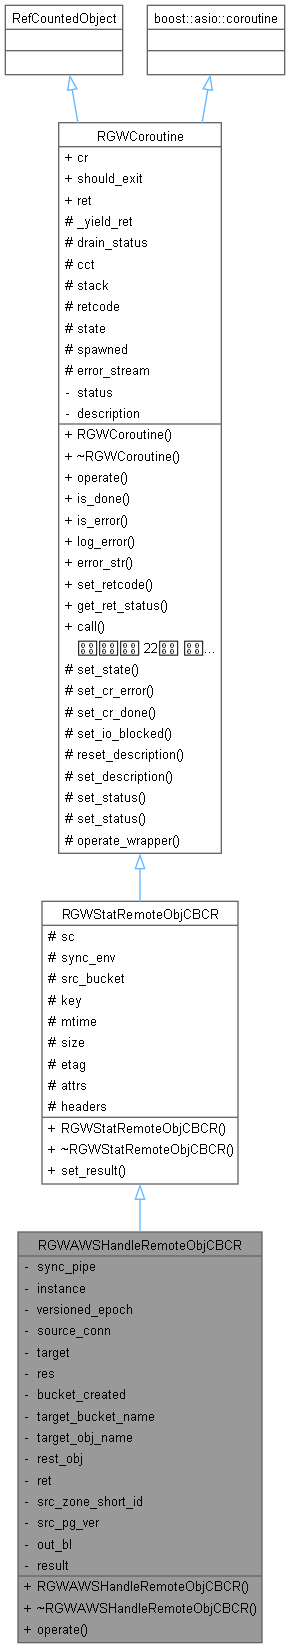 RefCountedObject
boost::asio::coroutine
RGWCoroutine
+ cr
+ should_exit
+ ret
# _yield_ret
# drain_status
# cct
# stack
# retcode
# state
# spawned
# error_stream
- status
- description
+ RGWCoroutine()
+ ~RGWCoroutine()
+ operate()
+ is_done()
+ is_error()
+ log_error()
+ error_str()
+ set_retcode()
+ get_ret_status()
+ call()
22
...
# set_state()
# set_cr_error()
# set_cr_done()
# set_io_blocked()
# reset_description()
# set_description()
# set_status()
# set_status()
# operate_wrapper()
RGWStatRemoteObjCBCR
# sc
# sync_env
# src_bucket
# key
# mtime
# size
# etag
# attrs
# headers
+ RGWStatRemoteObjCBCR()
+ ~RGWStatRemoteObjCBCR()
+ set_result()
RGWAWSHandleRemoteObjCBCR
- sync_pipe
- instance
- versioned_epoch
- source_conn
- target
- res
- bucket_created
- target_bucket_name
- target_obj_name
- rest_obj
- ret
- src_zone_short_id
- src_pg_ver
- out_bl
- result
+ RGWAWSHandleRemoteObjCBCR()
+ ~RGWAWSHandleRemoteObjCBCR()
+ operate()